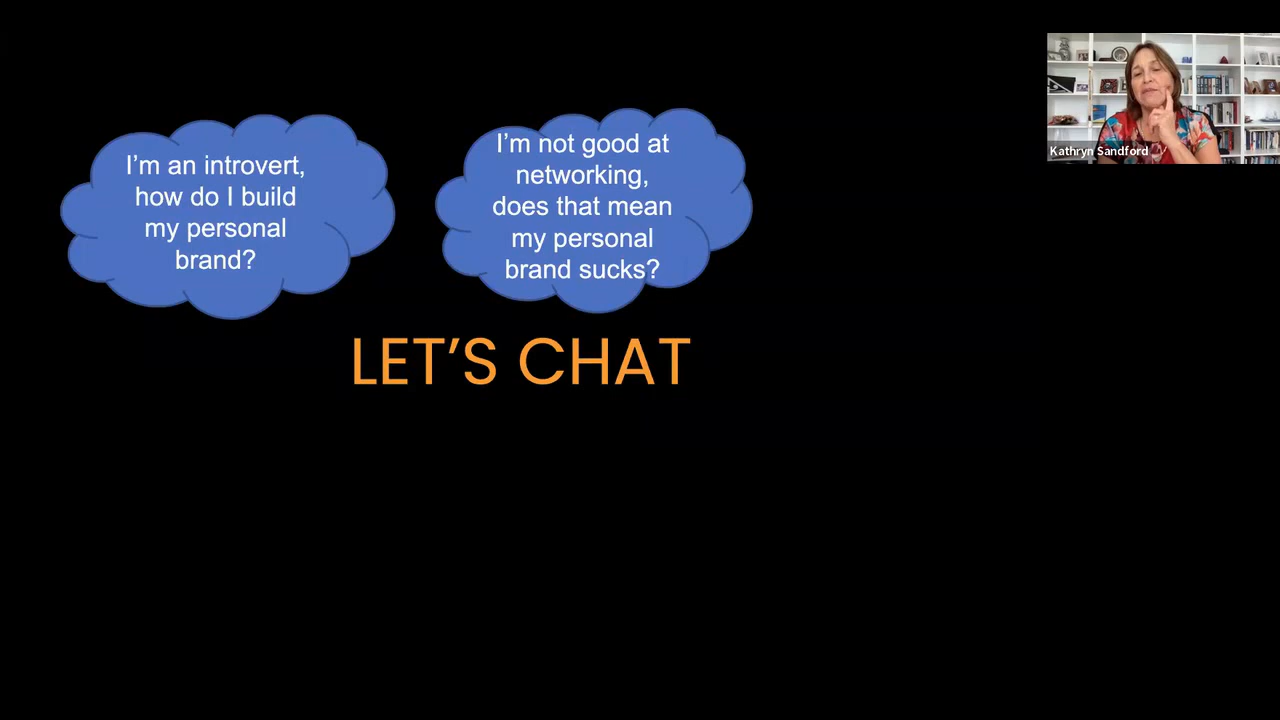 I'm an introvert,
how do I build
my personal
brand?
I'm not good at
networking,
does that mean
my personal
brand sucks?
LET'S CHAT
Kathryn Sandford